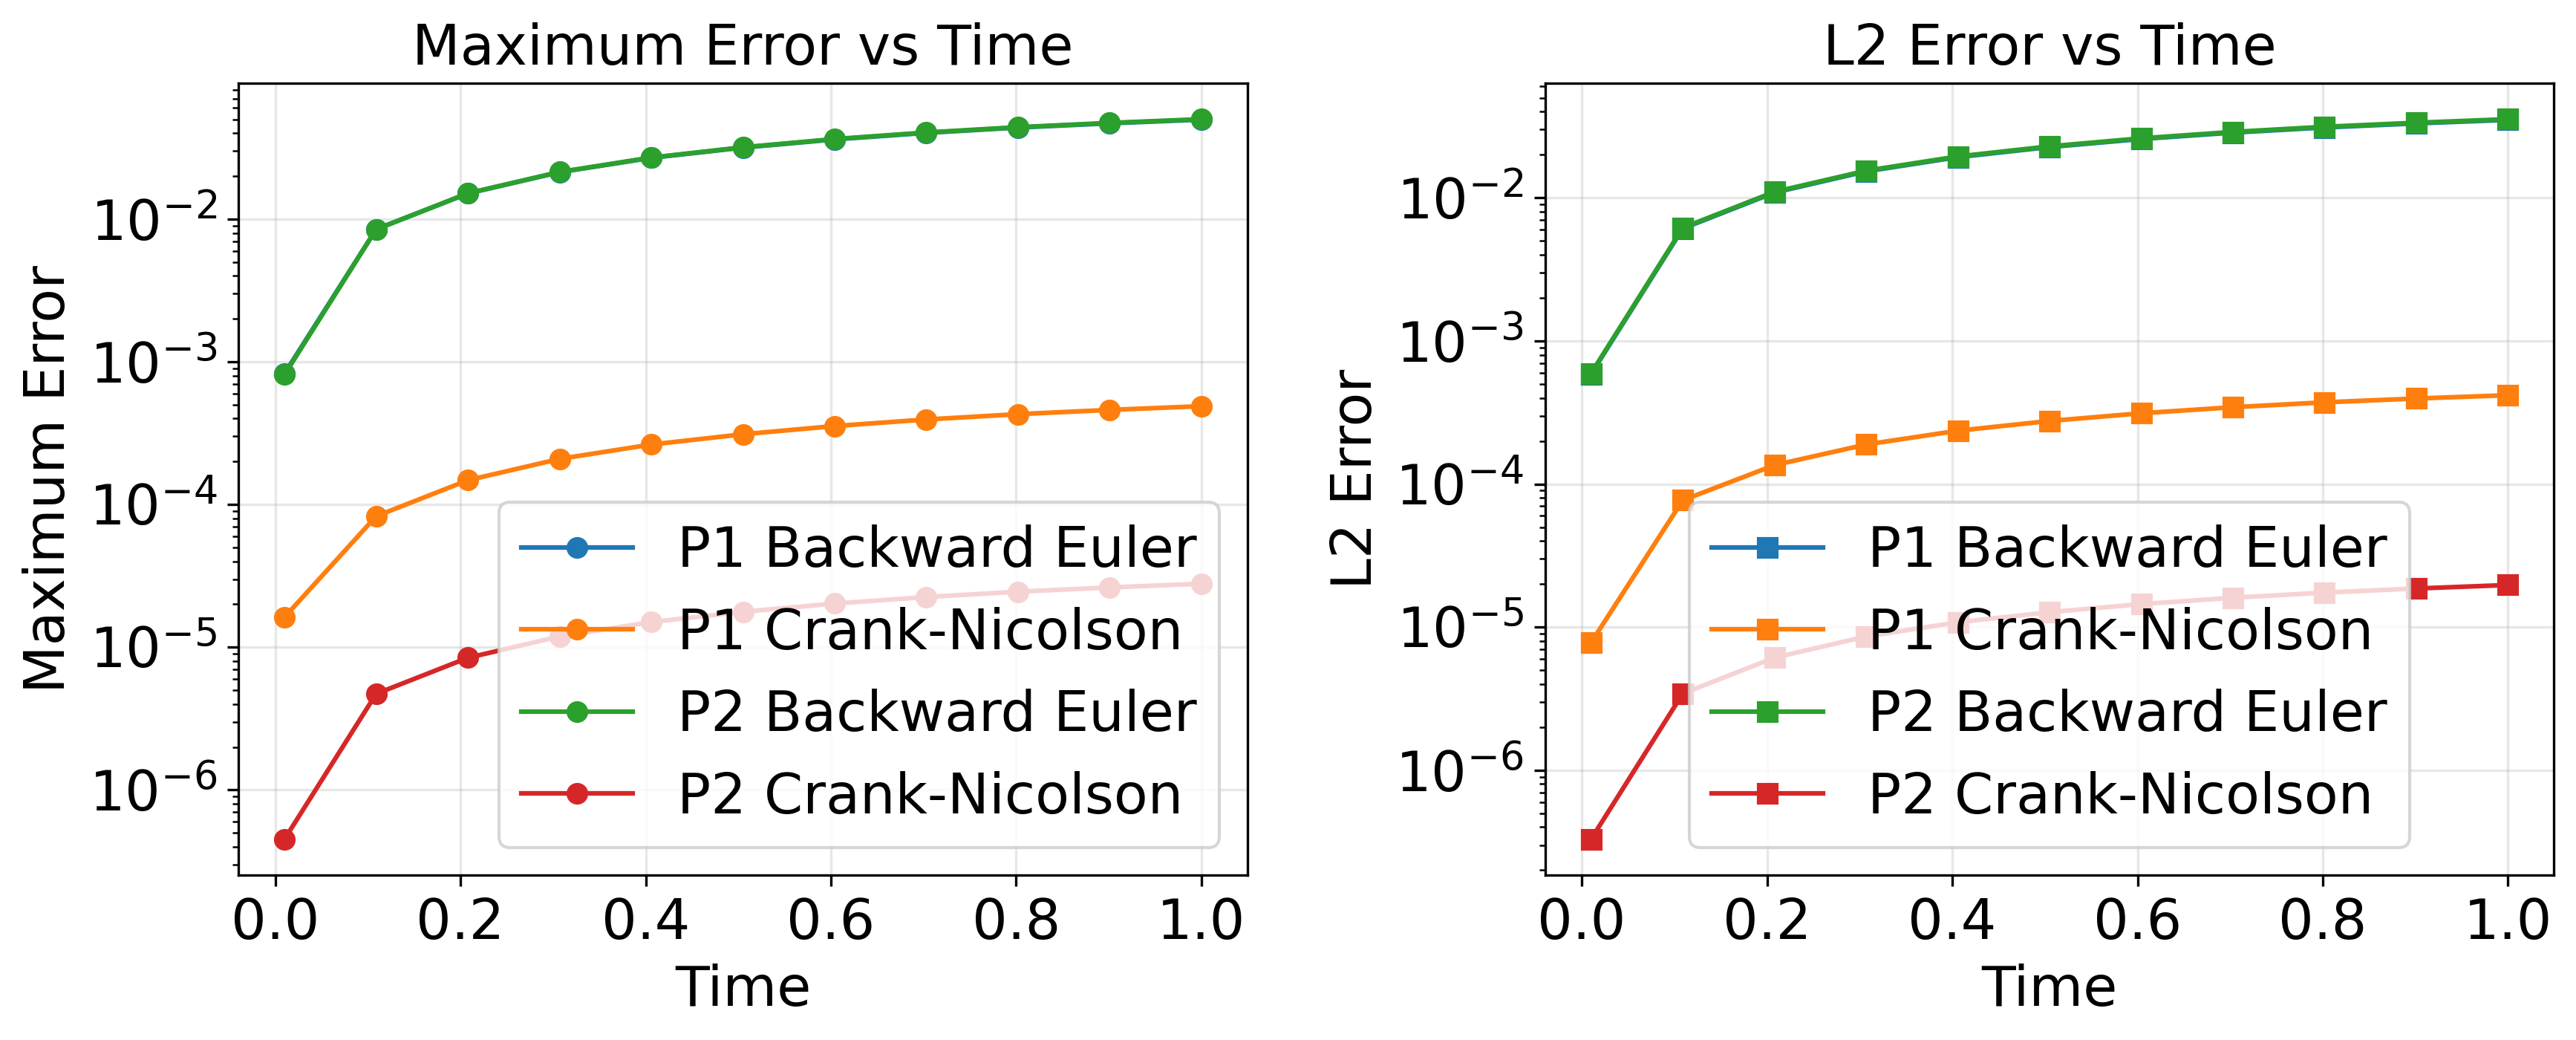 Maximum Error vs Time
Maximum Error
10⁻²
10⁻³
10⁻⁴
10⁻⁵
10⁻⁶
P1 Backward Euler
P1 Crank-Nicolson
P2 Backward Euler
P2 Crank-Nicolson
0.0 0.2 0.4 0.6 0.8 1.0
Time
L2 Error vs Time
L2 Error
10⁻²
10⁻³
10⁻⁴
10⁻⁵
10⁻⁶
P1 Backward Euler
P1 Crank-Nicolson
P2 Backward Euler
P2 Crank-Nicolson
0.0 0.2 0.4 0.6 0.8 1.0
Time